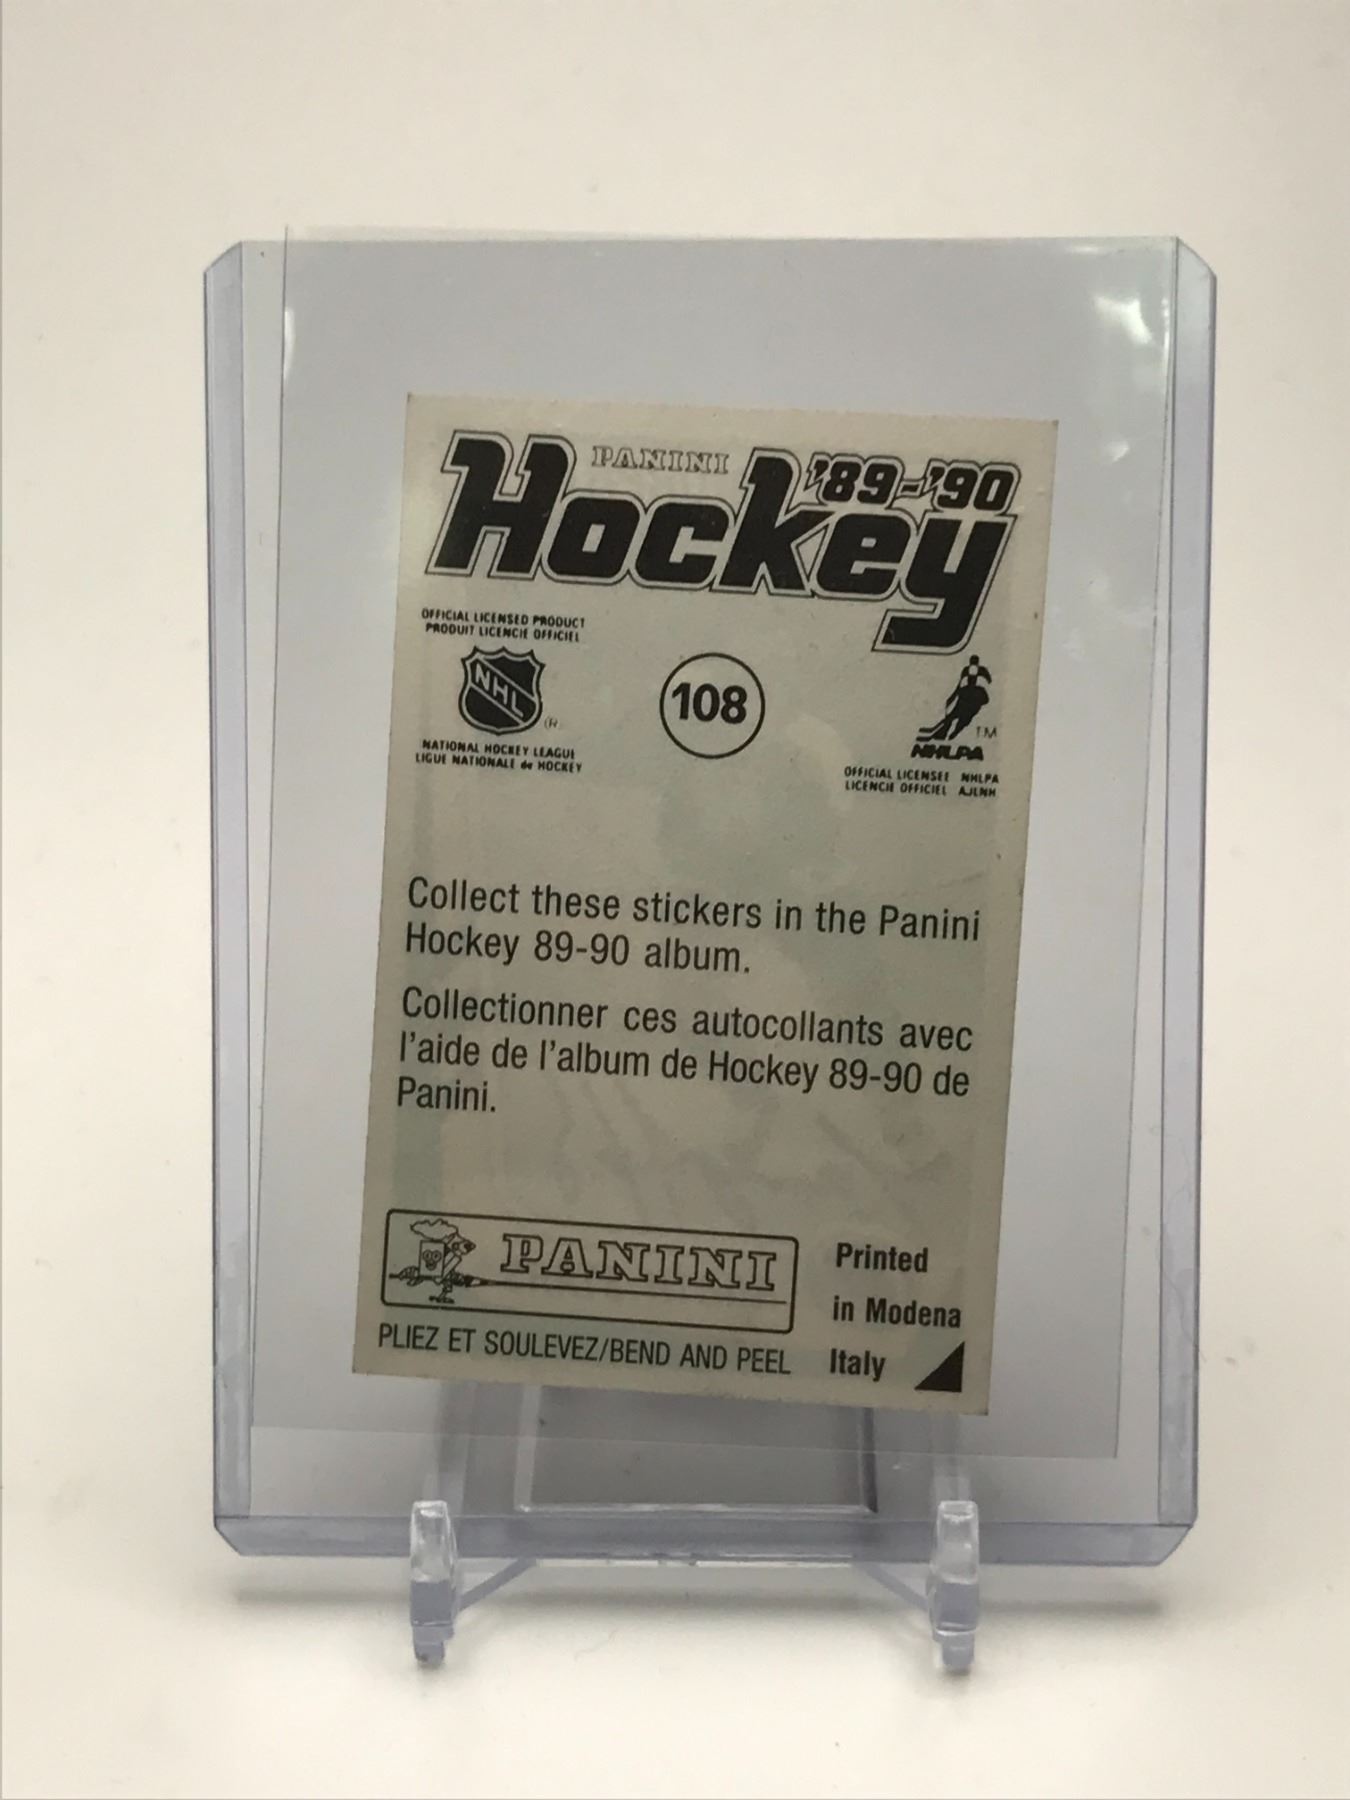 PANINI
Hockey '89-'90
OFFICIAL LICENSED PRODUCT
PRODUIT LICENCIE OFFICIEL
NHL
®
NATIONAL HOCKEY LEAGUE
LIGUE NATIONALE de HOCKEY
108
TM
NHLPA
OFFICIAL LICENSEE NHLPA
LICENCIE OFFICIEL AJLNH
Collect these stickers in the Panini
Hockey 89-90 album.
Collectionner ces autocollants avec
l'aide de l'album de Hockey 89-90 de
Panini.
PANINI
PLIEZ ET SOULEVEZ/BEND AND PEEL
Printed
in Modena
Italy